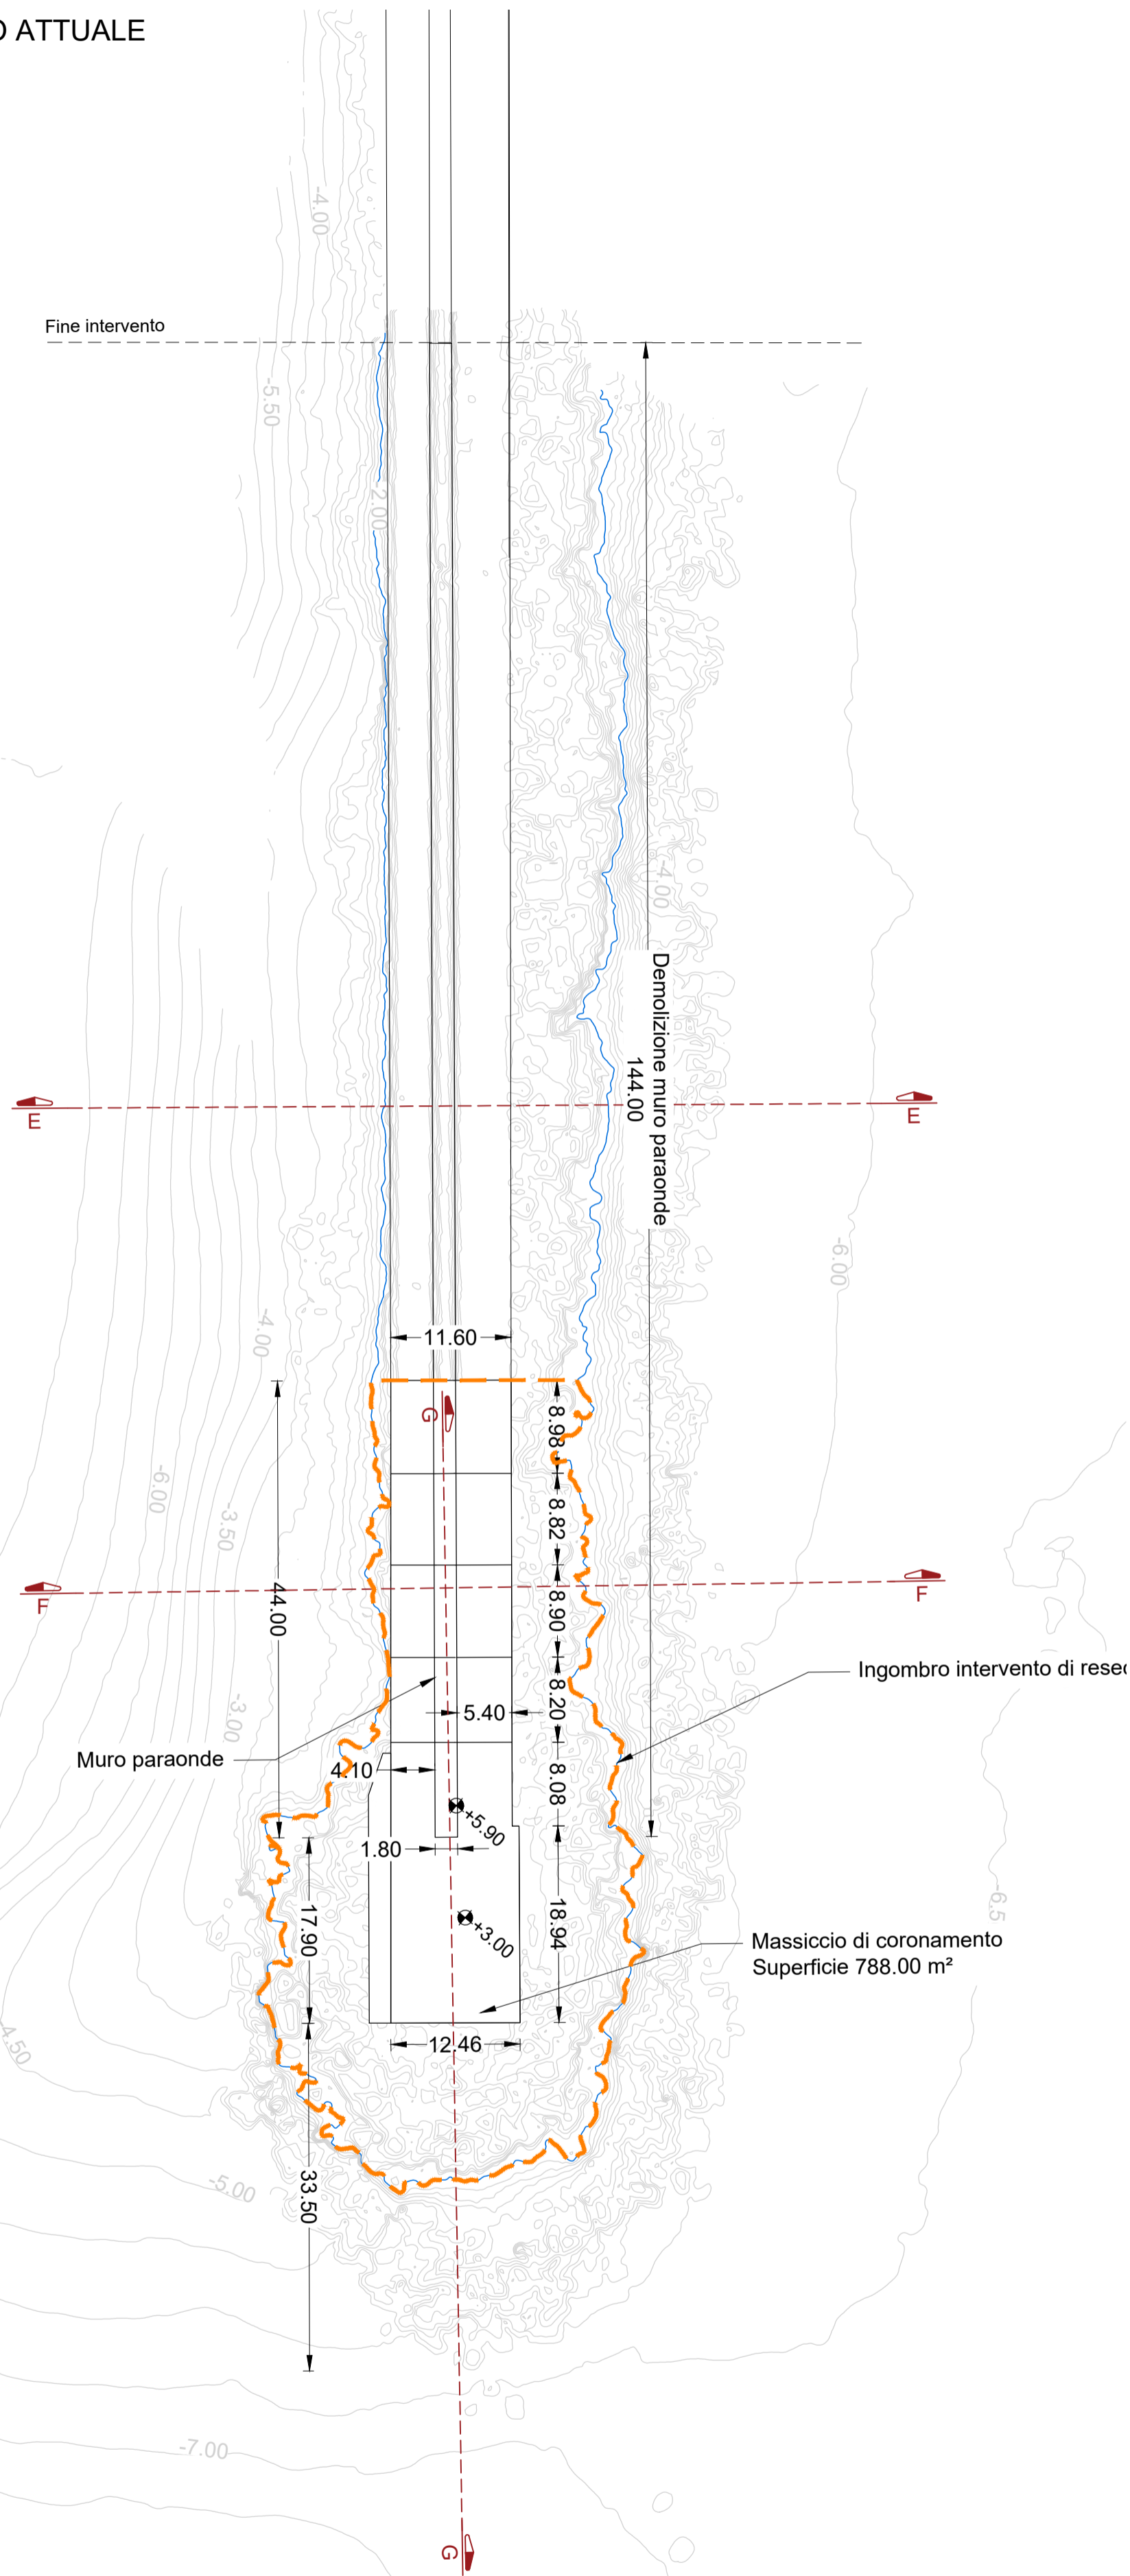 O ATTUALE
-4.00
Fine intervento
-5.50
-2.00
-4.00
Demolizione muro paraonde
144.00
E
E
-6.00
-4.00
11.60
G
8.98
-6.00
-3.50
8.82
44.00
8.90
F
F
8.20
Ingombro intervento di
-3.00
5.40
Muro paraonde
4.10
8.08
+5.90
1.80
17.90
18.94
+3.00
-6.5
Massiccio di coronamento
Superficie 788.00 m²
12.46
4.50
-5.00
33.50
-7.00
G